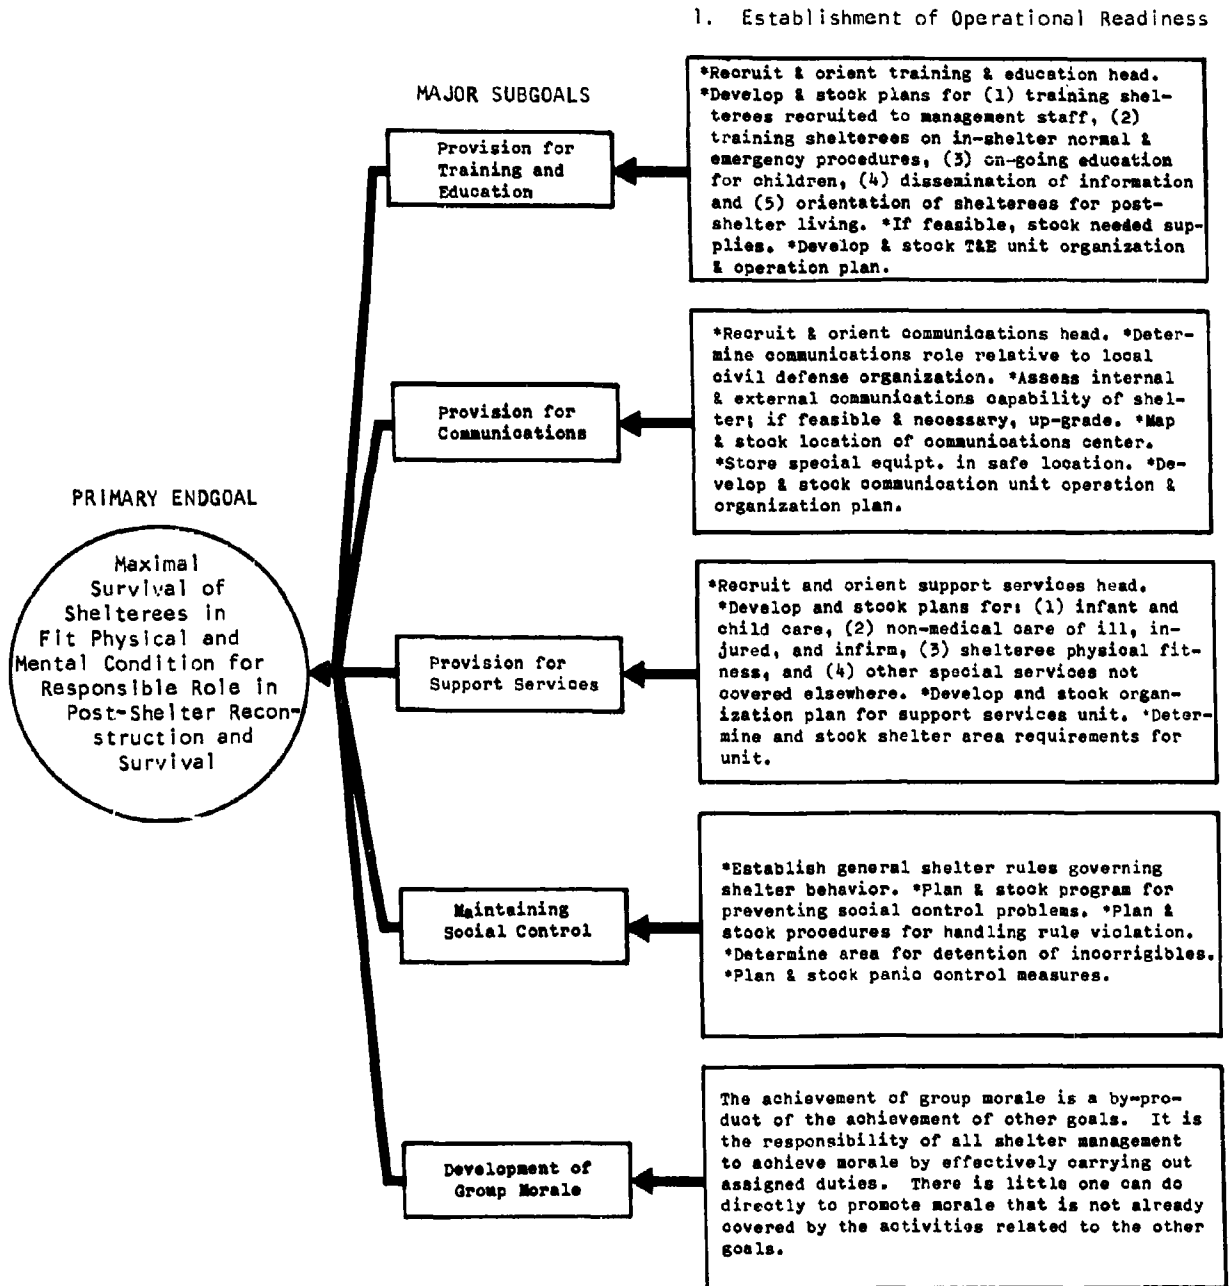 1. Establishment of Operational Readiness
MAJOR SUBGOALS
Provision for
Training and
Education
*Recruit & orient training & education head.
*Develop & stock plans for (1) training shel-
terees recruited to management staff, (2)
training shelterees on in-shelter normal &
emergency procedures, (3) on-going education
for children, (4) dissemination of information
and (5) orientation of shelterees for post-
shelter living. *If feasible, stock needed sup-
plies. *Develop & stock T&E unit organization
& operation plan.
Provision for
Communications
*Recruit & orient communications head. *Deter-
mine communications role relative to local
civil defense organization. *Assess internal
& external communications capability of shel-
ter; if feasible & necessary, up-grade. *Map
& stock location of communications center.
*Store special equipt. in safe location. *De-
velop & stock communication unit operation &
organization plan.
PRIMARY ENDGOAL
Maximal
Survival of
Shelterees in
Fit Physical and
Mental Condition for
Responsible Role in
Post-Shelter Recon-
struction and
Survival
Provision for
Support Services
*Recruit and orient support services head.
*Develop and stock plans for: (1) infant and
child care, (2) non-medical care of ill, in-
jured, and infirm, (3) shelteree physical fit-
ness, and (4) other special services not
covered elsewhere. *Develop and stock organ-
ization plan for support services unit. *Deter-
mine and stock shelter area requirements for
unit.
Maintaining
Social Control
*Establish general shelter rules governing
shelter behavior. *Plan & stock program for
preventing social control problems. *Plan &
stock procedures for handling rule violation.
*Determine area for detention of incorrigibles.
*Plan & stock panic control measures.
Development of
Group Morale
The achievement of group morale is a by-pro-
duct of the achievement of other goals. It is
the responsibility of all shelter management
to achieve morale by effectively carrying out
assigned duties. There is little one can do
directly to promote morale that is not already
covered by the activities related to the other
goals.